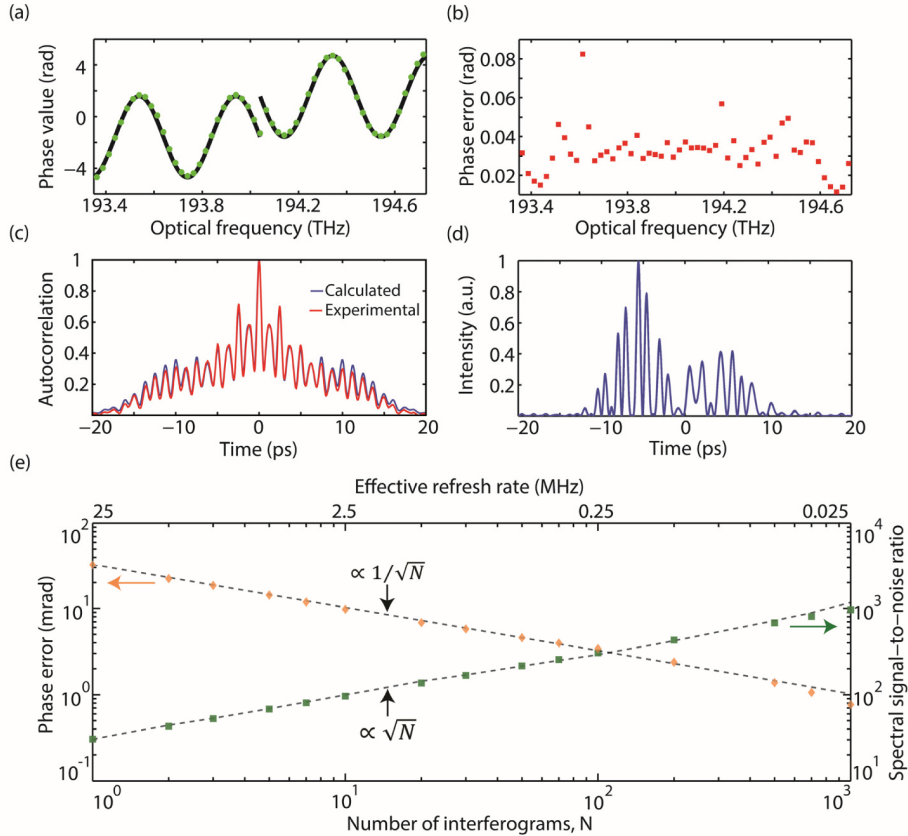 (a)
Phase value (rad)
4
0
−4
193.4
193.8
194.2
194.6
Optical frequency (THz)
(b)
Phase error (rad)
0.08
0.06
0.04
0.02
193.4
193.8
194.2
194.6
Optical frequency (THz)
(c)
Autocorrelation
1
0.8
0.6
0.4
0.2
Calculated
Experimental
−20
−10
0
10
20
Time (ps)
(d)
Intensity (a.u.)
1
0.8
0.6
0.4
0.2
−20
−10
0
10
20
Time (ps)
(e)
Effective refresh rate (MHz)
25
2.5
0.25
0.025
Phase error (mrad)
10²
10¹
10⁰
10⁻¹
∝ 1/√N
∝ √N
10⁴
10³
10²
10¹
Spectral signal−to−noise ratio
10⁰
10¹
10²
10³
Number of interferograms, N